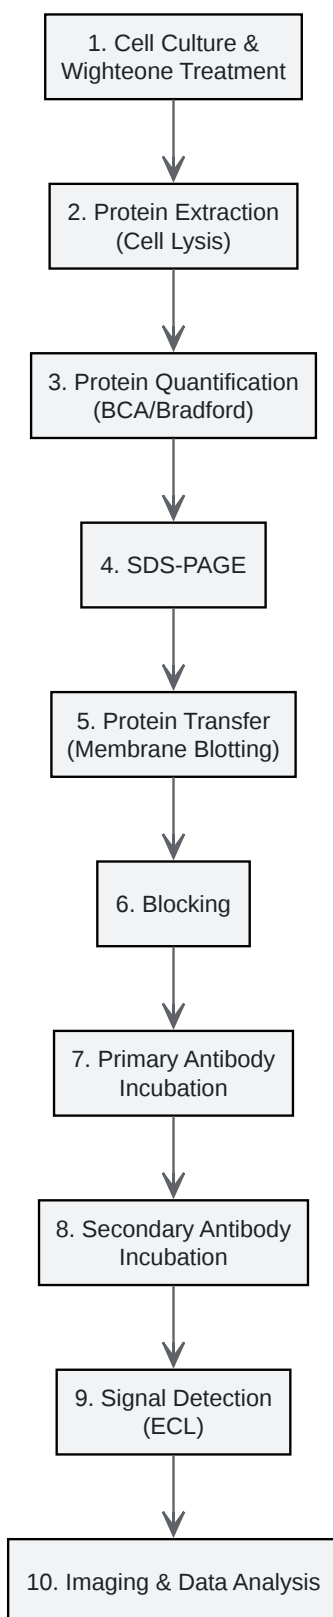 1. Cell Culture &
Wighteone Treatment
2. Protein Extraction
(Cell Lysis)
3. Protein Quantification
(BCA/Bradford)
4. SDS-PAGE
5. Protein Transfer
(Membrane Blotting)
6. Blocking
7. Primary Antibody
Incubation
8. Secondary Antibody
Incubation
9. Signal Detection
(ECL)
10. Imaging & Data Analysis